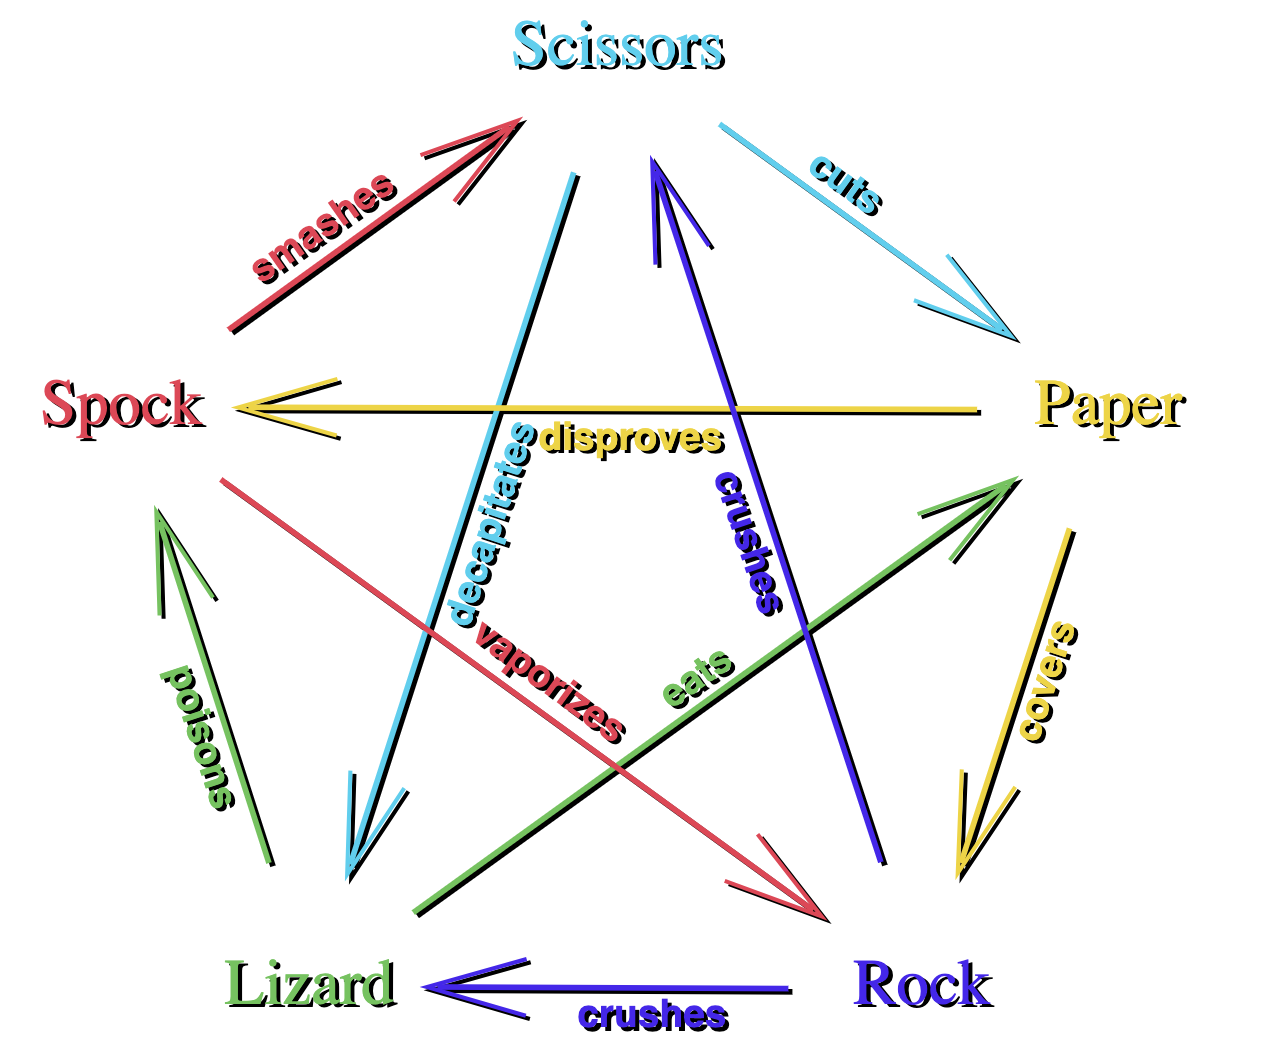 Scissors
cuts
smashes
Spock
Paper
disproves
decapitates
crushes
vaporizes
eats
covers
poisons
Lizard
Rock
crushes